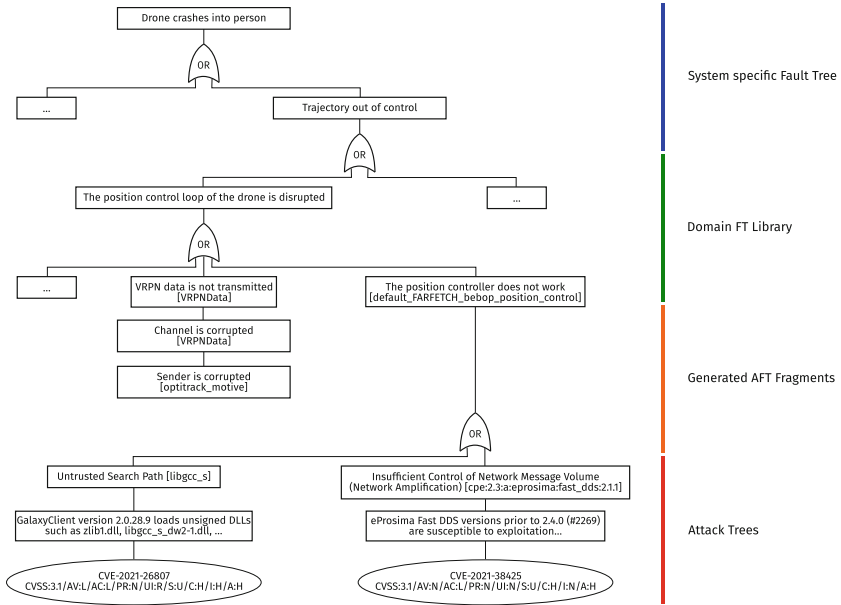 Drone crashes into person
OR
System specific Fault Tree
...
Trajectory out of control
OR
The position control loop of the drone is disrupted
...
Domain FT Library
OR
...
VRPN data is not transmitted
[VRPNData]
The position controller does not work
[default_FARFETCH_bebop_position_control]
Channel is corrupted
[VRPNData]
Sender is corrupted
[optitrack_motive]
Generated AFT Fragments
OR
Untrusted Search Path [libgcc_s]
Insufficient Control of Network Message Volume
(Network Amplification) [cpe:2.3:a:eprosima:fast_dds:2.1.1]
GalaxyClient version 2.0.28.9 loads unsigned DLLs
such as zlib1.dll, libgcc_s_dw2-1.dll, ...
eProsima Fast DDS versions prior to 2.4.0 (#2269)
are susceptible to exploitation...
Attack Trees
CVE-2021-26807
CVSS:3.1/AV:L/AC:L/PR:N/UI:R/S:U/C:H/I:H/A:H
CVE-2021-38425
CVSS:3.1/AV:N/AC:L/PR:N/UI:N/S:U/C:H/I:N/A:H